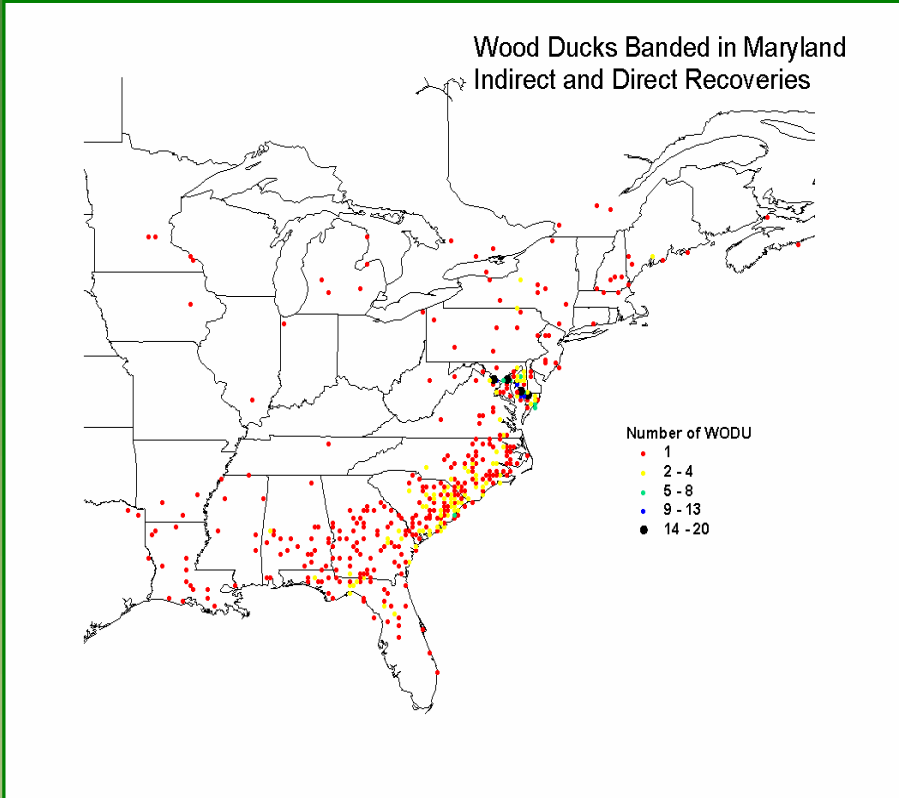 Wood Ducks Banded in Maryland
Indirect and Direct Recoveries
Number of WODU
1
2 - 4
5 - 8
9 - 13
14 - 20